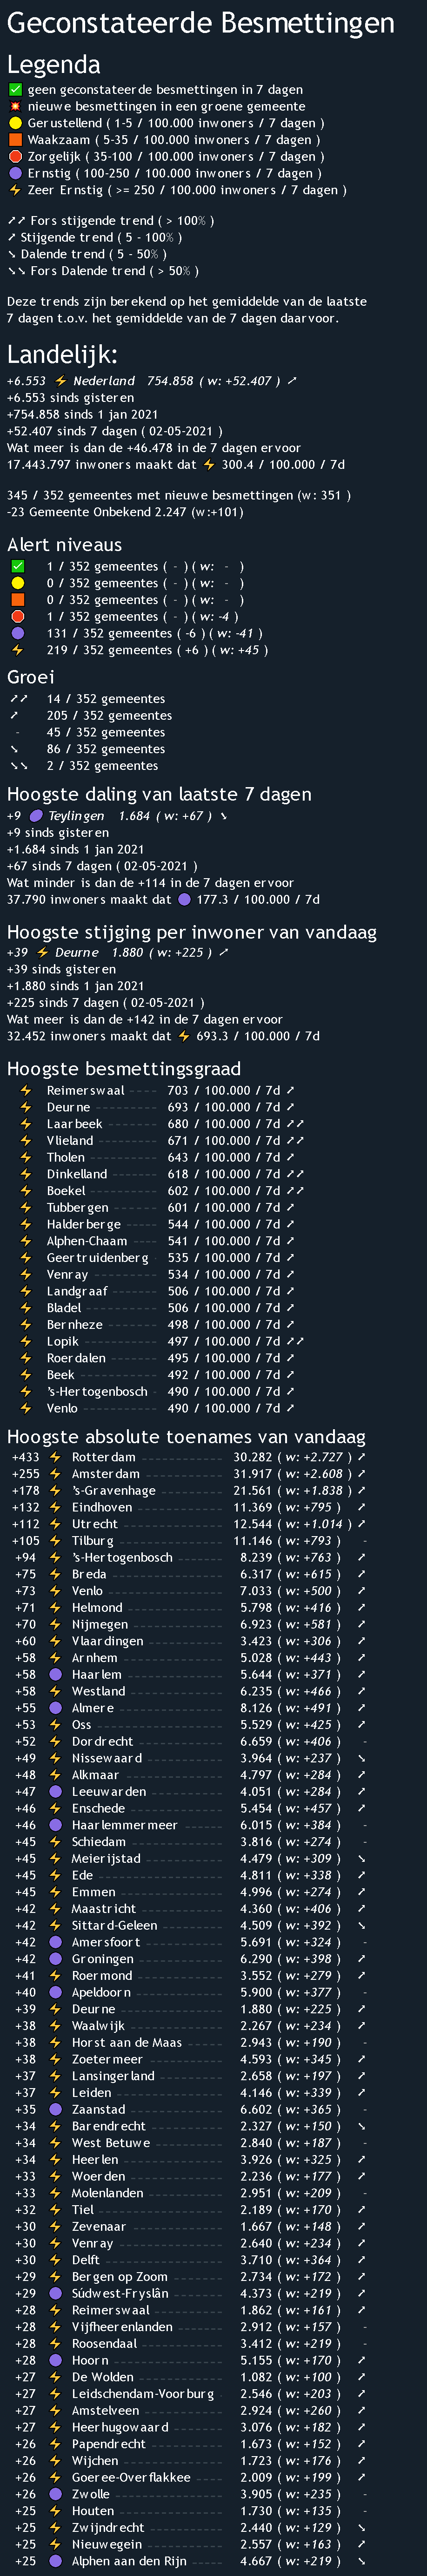 Geconstateerde Besmettingen
Legenda
✅ geen geconstateerde besmettingen in 7 dagen
💥 nieuwe besmettingen in een groene gemeente
🟡 Gerustellend ( 1-5 / 100.000 inwoners / 7 dagen )
🟧 Waakzaam ( 5-35 / 100.000 inwoners / 7 dagen )
🔴 Zorgelijk ( 35-100 / 100.000 inwoners / 7 dagen )
🟣 Ernstig ( 100-250 / 100.000 inwoners / 7 dagen )
⚡ Zeer Ernstig ( >= 250 / 100.000 inwoners / 7 dagen )
↗↗ Fors stijgende trend ( > 100% )
↗ Stijgende trend ( 5 - 100% )
↘ Dalende trend ( 5 - 50% )
↘↘ Fors Dalende trend ( > 50% )
Deze trends zijn berekend op het gemiddelde van de laatste
7 dagen t.o.v. het gemiddelde van de 7 dagen daarvoor.
Landelijk:
+6.553 ⚡ Nederland 754.858 ( w: +52.407 ) ↗
+6.553 sinds gisteren
+754.858 sinds 1 jan 2021
+52.407 sinds 7 dagen ( 02-05-2021 )
Wat meer is dan de +46.478 in de 7 dagen ervoor
17.443.797 inwoners maakt dat ⚡ 300.4 / 100.000 / 7d
345 / 352 gemeentes met nieuwe besmettingen (w: 351 )
-23 Gemeente Onbekend 2.247 (w:+101)
Alert niveaus
✅ 1 / 352 gemeentes ( - ) ( w: - )
🟡 0 / 352 gemeentes ( - ) ( w: - )
🟧 0 / 352 gemeentes ( - ) ( w: - )
🔴 1 / 352 gemeentes ( - ) ( w: -4 )
🟣 131 / 352 gemeentes ( -6 ) ( w: -41 )
⚡ 219 / 352 gemeentes ( +6 ) ( w: +45 )
Groei
↗↗ 14 / 352 gemeentes
↗ 205 / 352 gemeentes
- 45 / 352 gemeentes
↘ 86 / 352 gemeentes
↘↘ 2 / 352 gemeentes
Hoogste daling van laatste 7 dagen
+9 🟣 Teylingen 1.684 ( w: +67 ) ↘
+9 sinds gisteren
+1.684 sinds 1 jan 2021
+67 sinds 7 dagen ( 02-05-2021 )
Wat minder is dan de +114 in de 7 dagen ervoor
37.790 inwoners maakt dat 🟣 177.3 / 100.000 / 7d
Hoogste stijging per inwoner van vandaag
+39 ⚡ Deurne 1.880 ( w: +225 ) ↗
+39 sinds gisteren
+1.880 sinds 1 jan 2021
+225 sinds 7 dagen ( 02-05-2021 )
Wat meer is dan de +142 in de 7 dagen ervoor
32.452 inwoners maakt dat ⚡ 693.3 / 100.000 / 7d
Hoogste besmettingsgraad
⚡ Reimerswaal ---- 703 / 100.000 / 7d ↗
⚡ Deurne ---- 693 / 100.000 / 7d ↗
⚡ Laarbeek ---- 680 / 100.000 / 7d ↗↗
⚡ Vlieland ---- 671 / 100.000 / 7d ↗↗
⚡ Tholen ---- 643 / 100.000 / 7d ↗
⚡ Dinkelland ---- 618 / 100.000 / 7d ↗↗
⚡ Boekel ---- 602 / 100.000 / 7d ↗↗
⚡ Tubbergen ---- 601 / 100.000 / 7d ↗
⚡ Halderberge ---- 544 / 100.000 / 7d ↗
⚡ Alphen-Chaam ---- 541 / 100.000 / 7d ↗
⚡ Geertruidenberg - 535 / 100.000 / 7d ↗
⚡ Venray ---- 534 / 100.000 / 7d ↗
⚡ Landgraaf ---- 506 / 100.000 / 7d ↗
⚡ Bladel ---- 506 / 100.000 / 7d ↗
⚡ Bernheze ---- 498 / 100.000 / 7d ↗
⚡ Lopik ---- 497 / 100.000 / 7d ↗↗
⚡ Roerdalen ---- 495 / 100.000 / 7d ↗
⚡ Beek ---- 492 / 100.000 / 7d ↗
⚡ 's-Hertogenbosch - 490 / 100.000 / 7d ↗
⚡ Venlo ---- 490 / 100.000 / 7d ↗
Hoogste absolute toenames van vandaag
+433 ⚡ Rotterdam ---- 30.282 ( w: +2.727 ) ↗
+255 ⚡ Amsterdam ---- 31.917 ( w: +2.608 ) ↗
+178 ⚡ 's-Gravenhage ---- 21.561 ( w: +1.838 ) ↗
+132 ⚡ Eindhoven ---- 11.369 ( w: +795 ) ↗
+112 ⚡ Utrecht ---- 12.544 ( w: +1.014 ) ↗
+105 ⚡ Tilburg ---- 11.146 ( w: +793 ) -
+94 ⚡ 's-Hertogenbosch ---- 8.239 ( w: +763 ) ↗
+75 ⚡ Breda ---- 6.317 ( w: +615 ) ↗
+73 ⚡ Venlo ---- 7.033 ( w: +500 ) ↗
+71 ⚡ Helmond ---- 5.798 ( w: +416 ) ↗
+70 ⚡ Nijmegen ---- 6.923 ( w: +581 ) ↗
+60 ⚡ Vlaardingen ---- 3.423 ( w: +306 ) ↗
+58 ⚡ Arnhem ---- 5.028 ( w: +443 ) ↗
+58 🟣 Haarlem ---- 5.644 ( w: +371 ) ↗
+58 ⚡ Westland ---- 6.235 ( w: +466 ) ↗
+55 🟣 Almere ---- 8.126 ( w: +491 ) ↗
+53 ⚡ Oss ---- 5.529 ( w: +425 ) ↗
+52 ⚡ Dordrecht ---- 6.659 ( w: +406 ) -
+49 ⚡ Nissewaard ---- 3.964 ( w: +237 ) ↘
+48 ⚡ Alkmaar ---- 4.797 ( w: +284 ) ↗
+47 🟣 Leeuwarden ---- 4.051 ( w: +284 ) ↗
+46 ⚡ Enschede ---- 5.454 ( w: +457 ) ↗
+46 🟣 Haarlemmermeer ---- 6.015 ( w: +384 ) -
+45 ⚡ Schiedam ---- 3.816 ( w: +274 ) -
+45 ⚡ Meierijstad ---- 4.479 ( w: +309 ) ↘
+45 ⚡ Ede ---- 4.811 ( w: +338 ) ↗
+45 ⚡ Emmen ---- 4.996 ( w: +274 ) ↗
+42 ⚡ Maastricht ---- 4.360 ( w: +406 ) ↗
+42 ⚡ Sittard-Geleen ---- 4.509 ( w: +392 ) ↘
+42 🟣 Amersfoort ---- 5.691 ( w: +324 ) -
+42 🟣 Groningen ---- 6.290 ( w: +398 ) ↗
+41 ⚡ Roermond ---- 3.552 ( w: +279 ) ↗
+40 🟣 Apeldoorn ---- 5.900 ( w: +377 ) -
+39 ⚡ Deurne ---- 1.880 ( w: +225 ) ↗
+38 ⚡ Waalwijk ---- 2.267 ( w: +234 ) ↗
+38 ⚡ Horst aan de Maas ---- 2.943 ( w: +190 ) -
+38 ⚡ Zoetermeer ---- 4.593 ( w: +345 ) ↗
+37 ⚡ Lansingerland ---- 2.658 ( w: +197 ) ↗
+37 ⚡ Leiden ---- 4.146 ( w: +339 ) ↗
+35 🟣 Zaanstad ---- 6.602 ( w: +365 ) -
+34 ⚡ Barendrecht ---- 2.327 ( w: +150 ) ↘
+34 ⚡ West Betuwe ---- 2.840 ( w: +187 ) -
+34 ⚡ Heerlen ---- 3.926 ( w: +325 ) ↗
+33 ⚡ Woerden ---- 2.236 ( w: +177 ) ↗
+33 ⚡ Molenlanden ---- 2.951 ( w: +209 ) -
+32 ⚡ Tiel ---- 2.189 ( w: +170 ) ↗
+30 ⚡ Zevenaar ---- 1.667 ( w: +148 ) ↗
+30 ⚡ Venray ---- 2.640 ( w: +234 ) ↗
+30 ⚡ Delft ---- 3.710 ( w: +364 ) ↗
+29 ⚡ Bergen op Zoom ---- 2.734 ( w: +172 ) ↗
+29 🟣 Súdwest-Fryslân ---- 4.373 ( w: +219 ) ↗
+28 ⚡ Reimerswaal ---- 1.862 ( w: +161 ) ↗
+28 ⚡ Vijfheerenlanden ---- 2.912 ( w: +157 ) -
+28 ⚡ Roosendaal ---- 3.412 ( w: +219 ) -
+28 🟣 Hoorn ---- 5.155 ( w: +170 ) ↗
+27 ⚡ De Wolden ---- 1.082 ( w: +100 ) ↗
+27 ⚡ Leidschendam-Voorburg - 2.546 ( w: +203 ) ↗
+27 ⚡ Amstelveen ---- 2.924 ( w: +260 ) ↗
+27 ⚡ Heerhugowaard ---- 3.076 ( w: +182 ) ↗
+26 ⚡ Papendrecht ---- 1.673 ( w: +152 ) ↗
+26 ⚡ Wijchen ---- 1.723 ( w: +176 ) ↗
+26 ⚡ Goeree-Overflakkee ---- 2.009 ( w: +199 ) ↗
+26 🟣 Zwolle ---- 3.905 ( w: +235 ) -
+25 ⚡ Houten ---- 1.730 ( w: +135 ) -
+25 ⚡ Zwijndrecht ---- 2.440 ( w: +129 ) ↘
+25 ⚡ Nieuwegein ---- 2.557 ( w: +163 ) ↗
+25 🟣 Alphen aan den Rijn ---- 4.667 ( w: +219 ) ↘